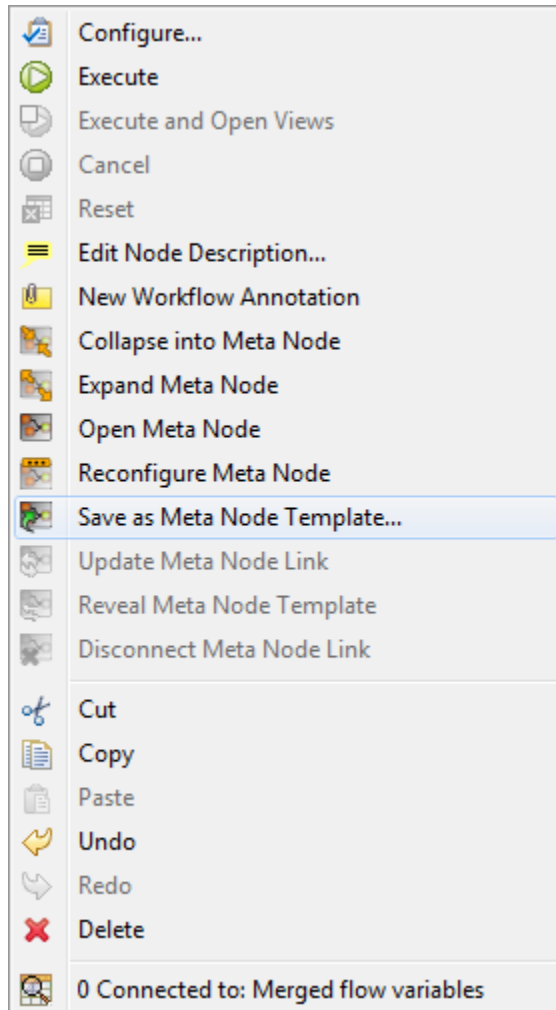 Configure...
Execute
Execute and Open Views
Cancel
Reset
Edit Node Description...
New Workflow Annotation
Collapse into Meta Node
Expand Meta Node
Open Meta Node
Reconfigure Meta Node
Save as Meta Node Template...
Update Meta Node Link
Reveal Meta Node Template
Disconnect Meta Node Link
Cut
Copy
Paste
Undo
Redo
Delete
0 Connected to: Merged flow variables